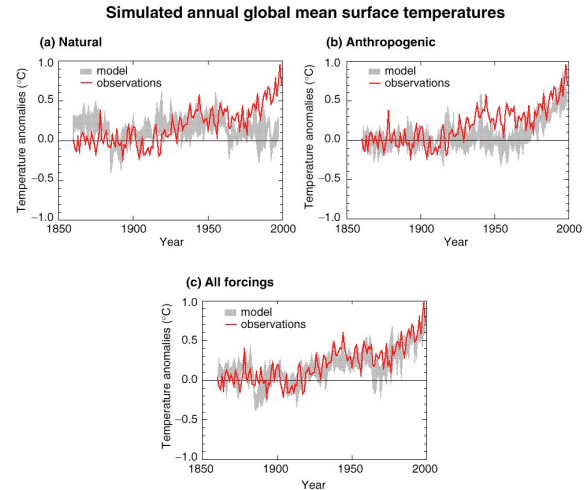 Simulated annual global mean surface temperatures
(a) Natural
Temperature anomalies (°C)
1.0
0.5
0.0
−0.5
−1.0
model
observations
1850
1900
1950
2000
Year
(b) Anthropogenic
Temperature anomalies (°C)
1.0
0.5
0.0
−0.5
−1.0
model
observations
1850
1900
1950
2000
Year
(c) All forcings
Temperature anomalies (°C)
1.0
0.5
0.0
−0.5
−1.0
model
observations
1850
1900
1950
2000
Year